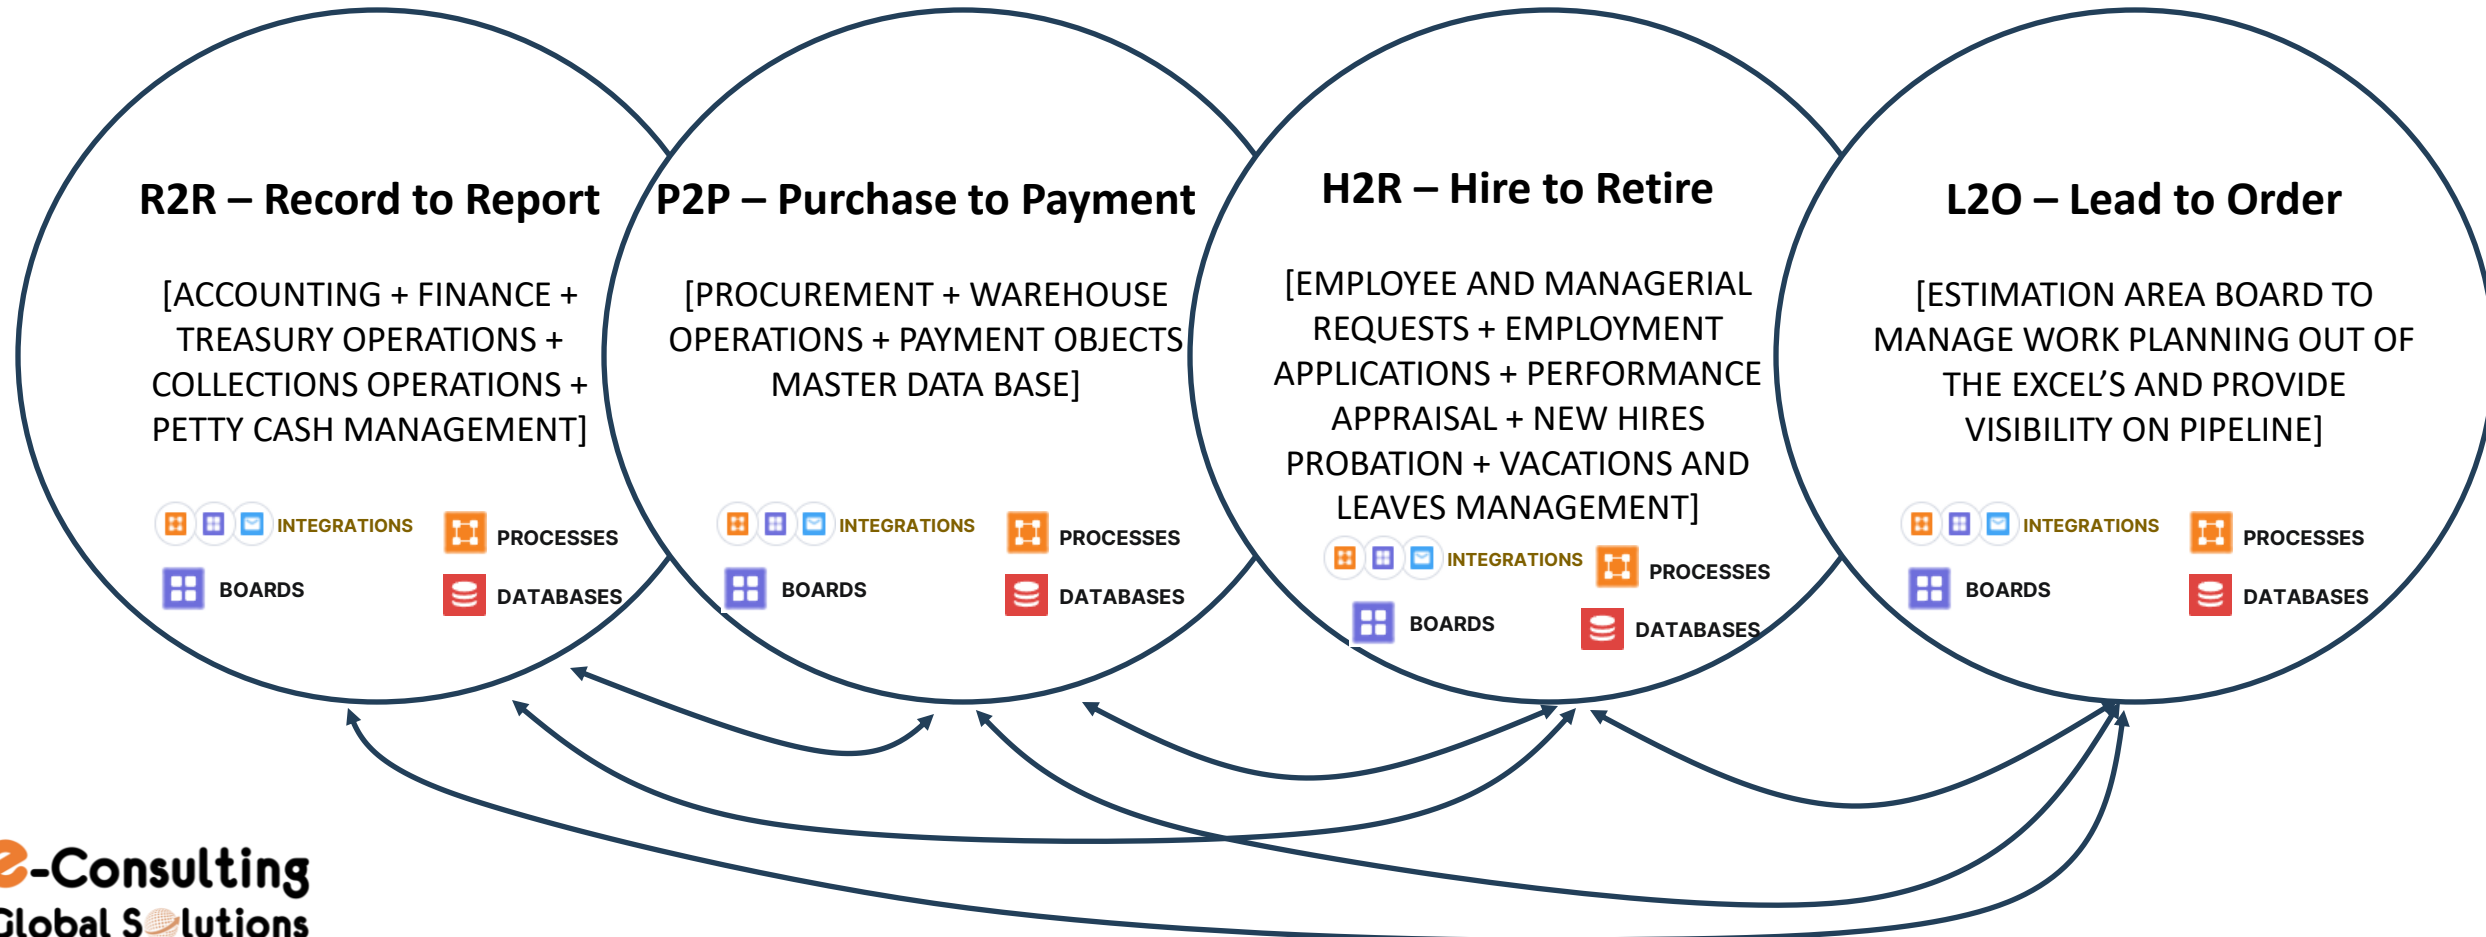 R2R – Record to Report
[ACCOUNTING + FINANCE +
TREASURY OPERATIONS +
COLLECTIONS OPERATIONS +
PETTY CASH MANAGEMENT]
INTEGRATIONS
PROCESSES
BOARDS
DATABASES
P2P – Purchase to Payment
[PROCUREMENT + WAREHOUSE
OPERATIONS + PAYMENT OBJECTS
MASTER DATA BASE]
INTEGRATIONS
PROCESSES
BOARDS
DATABASES
H2R – Hire to Retire
[EMPLOYEE AND MANAGERIAL
REQUESTS + EMPLOYMENT
APPLICATIONS + PERFORMANCE
APPRAISAL + NEW HIRES
PROBATION + VACATIONS AND
LEAVES MANAGEMENT]
INTEGRATIONS
PROCESSES
BOARDS
DATABASES
L2O – Lead to Order
[ESTIMATION AREA BOARD TO
MANAGE WORK PLANNING OUT OF
THE EXCEL’S AND PROVIDE
VISIBILITY ON PIPELINE]
INTEGRATIONS
PROCESSES
BOARDS
DATABASES
e-Consulting
Global Solutions